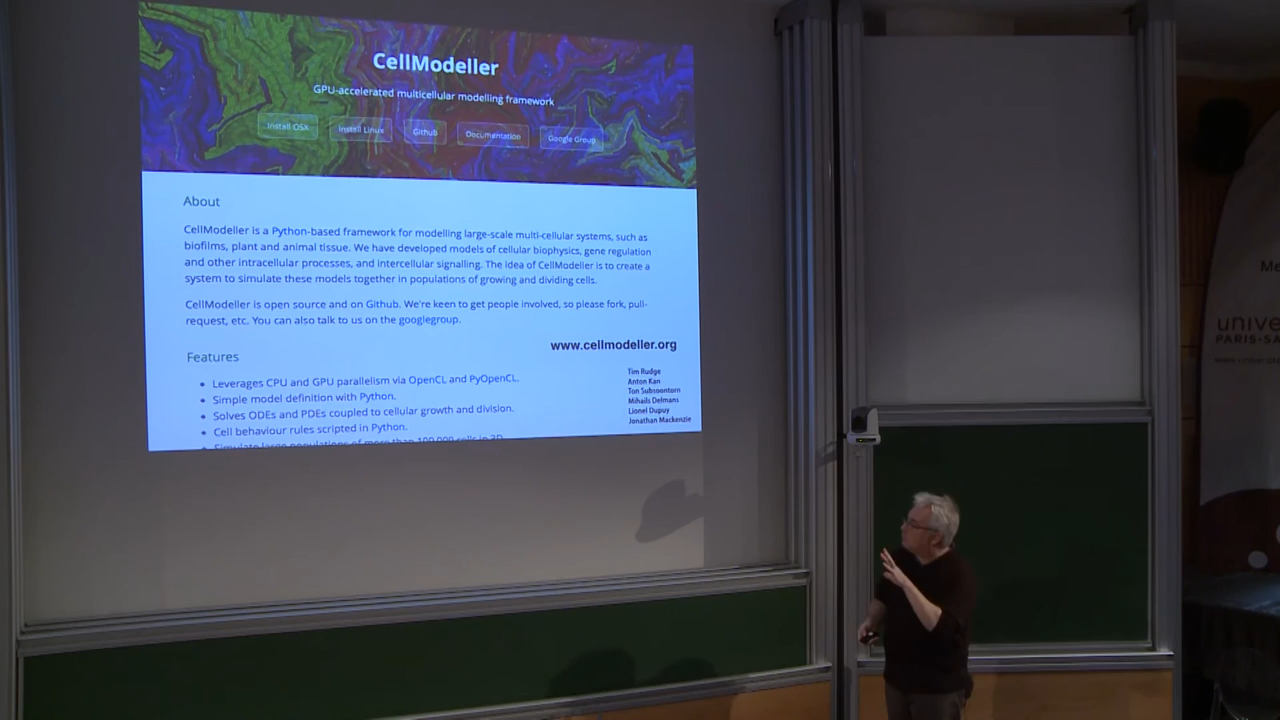 CellModeller
GPU-accelerated multicellular modelling framework
Install OSX
Install Linux
Github
Documentation
Google Group
About
CellModeller is a Python-based framework for modelling large-scale multi-cellular systems, such as
biofilms, plant and animal tissue. We have developed models of cellular biophysics, gene regulation
and other intracellular processes, and intercellular signalling. The idea of CellModeller is to create a
system to simulate these models together in populations of growing and dividing cells.
CellModeller is open source and on Github. We're keen to get people involved, so please fork, pull-
request, etc. You can also talk to us on the googlegroup.
www.cellmodeller.org
Features
• Leverages CPU and GPU parallelism via OpenCL and PyOpenCL.
• Simple model definition with Python.
• Solves ODEs and PDEs coupled to cellular growth and division.
• Cell behaviour rules scripted in Python.
• Simulate large populations of more than 100,000 cells in 3D
Tim Rudge
Anton Kan
Ton Subsoontorn
Mihails Delmans
Lionel Dupuy
Jonathan Mackenzie
Me
unive
PARIS-SA